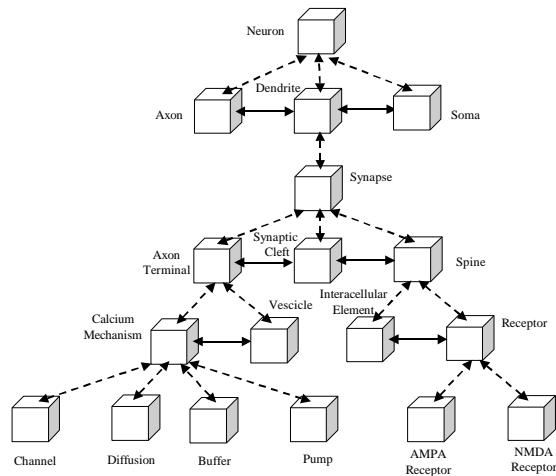 Neuron
Dendrite
Axon
Soma
Synapse
Synaptic
Cleft
Axon
Terminal
Spine
Vescicle
Interacellular
Element
Calcium
Mechanism
Receptor
Channel
Diffusion
Buffer
Pump
AMPA
Receptor
NMDA
Receptor